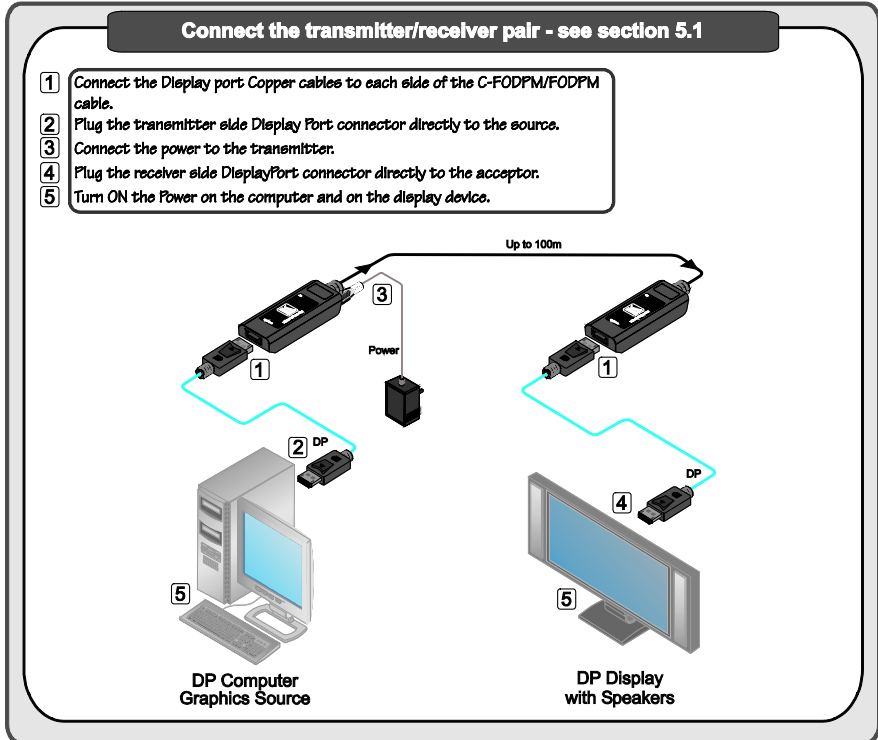 Connect the transmitter/receiver pair - see section 5.1
1 Connect the Display port Copper cables to each side of the C-FODPM/FODPM
cable.
2 Plug the transmitter side Display Port connector directly to the source.
3 Connect the power to the transmitter.
4 Plug the receiver side DisplayPort connector directly to the acceptor.
5 Turn ON the Power on the computer and on the display device.
Up to 100m
3
1
Power
1
2 DP
DP
4
5
5
DP Computer
Graphics Source
DP Display
with Speakers